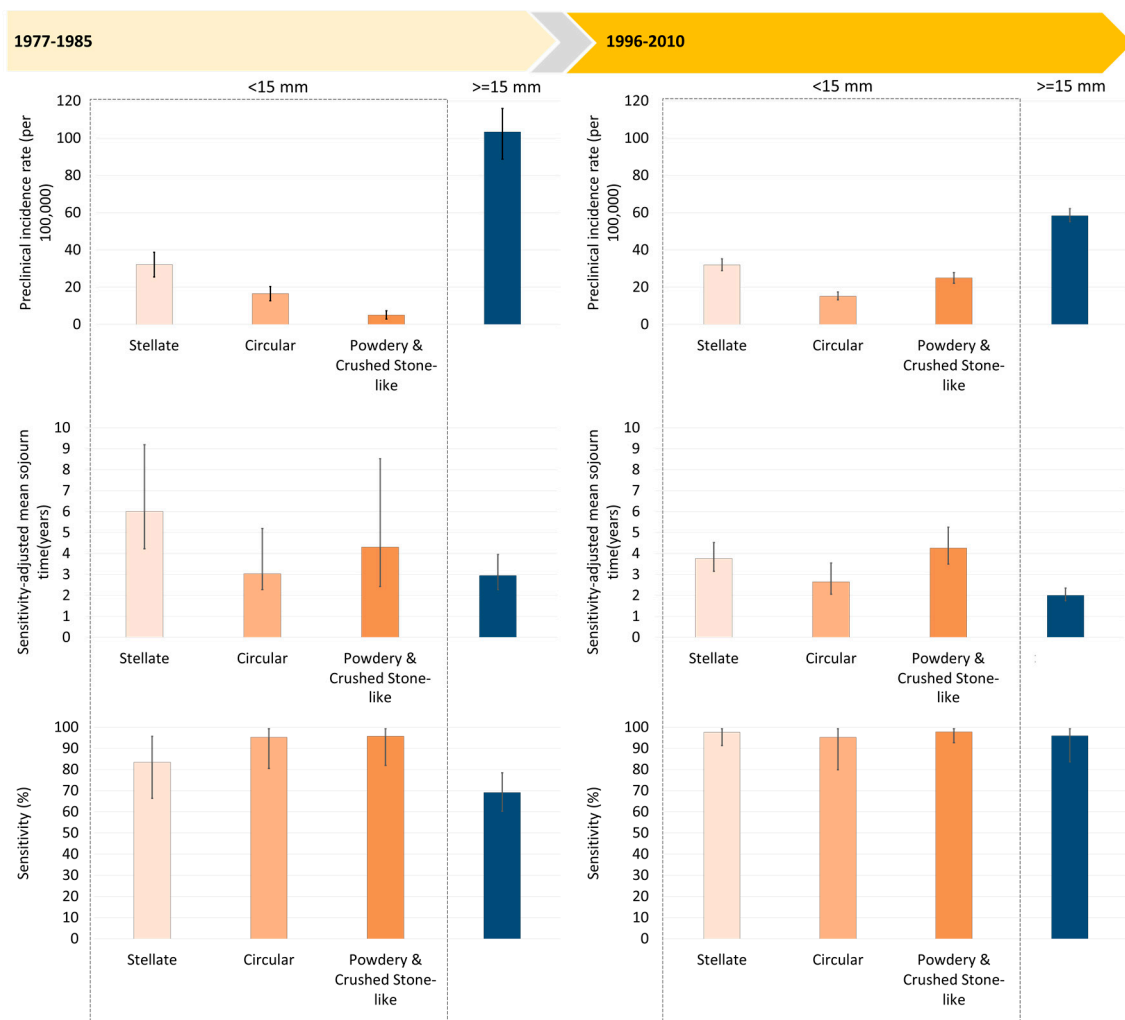 1977-1985
1996-2010
<15 mm
>=15 mm
Preclinical incidence rate (per
100,000)
120
100
80
60
40
20
0
Stellate
Circular
Powdery &
Crushed Stone-
like
<15 mm
>=15 mm
Preclinical incidence rate (per
100,000)
120
100
80
60
40
20
0
Stellate
Circular
Powdery &
Crushed Stone-
like
Sensitivity-adjusted mean sojourn
time(years)
10
9
8
7
6
5
4
3
2
1
0
Stellate
Circular
Powdery &
Crushed Stone-
like
Sensitivity-adjusted mean sojourn
time(years)
10
9
8
7
6
5
4
3
2
1
0
Stellate
Circular
Powdery &
Crushed Stone-
like
Sensitivity (%)
100
90
80
70
60
50
40
30
20
10
0
Stellate
Circular
Powdery &
Crushed Stone-
like
Sensitivity (%)
100
90
80
70
60
50
40
30
20
10
0
Stellate
Circular
Powdery &
Crushed Stone-
like